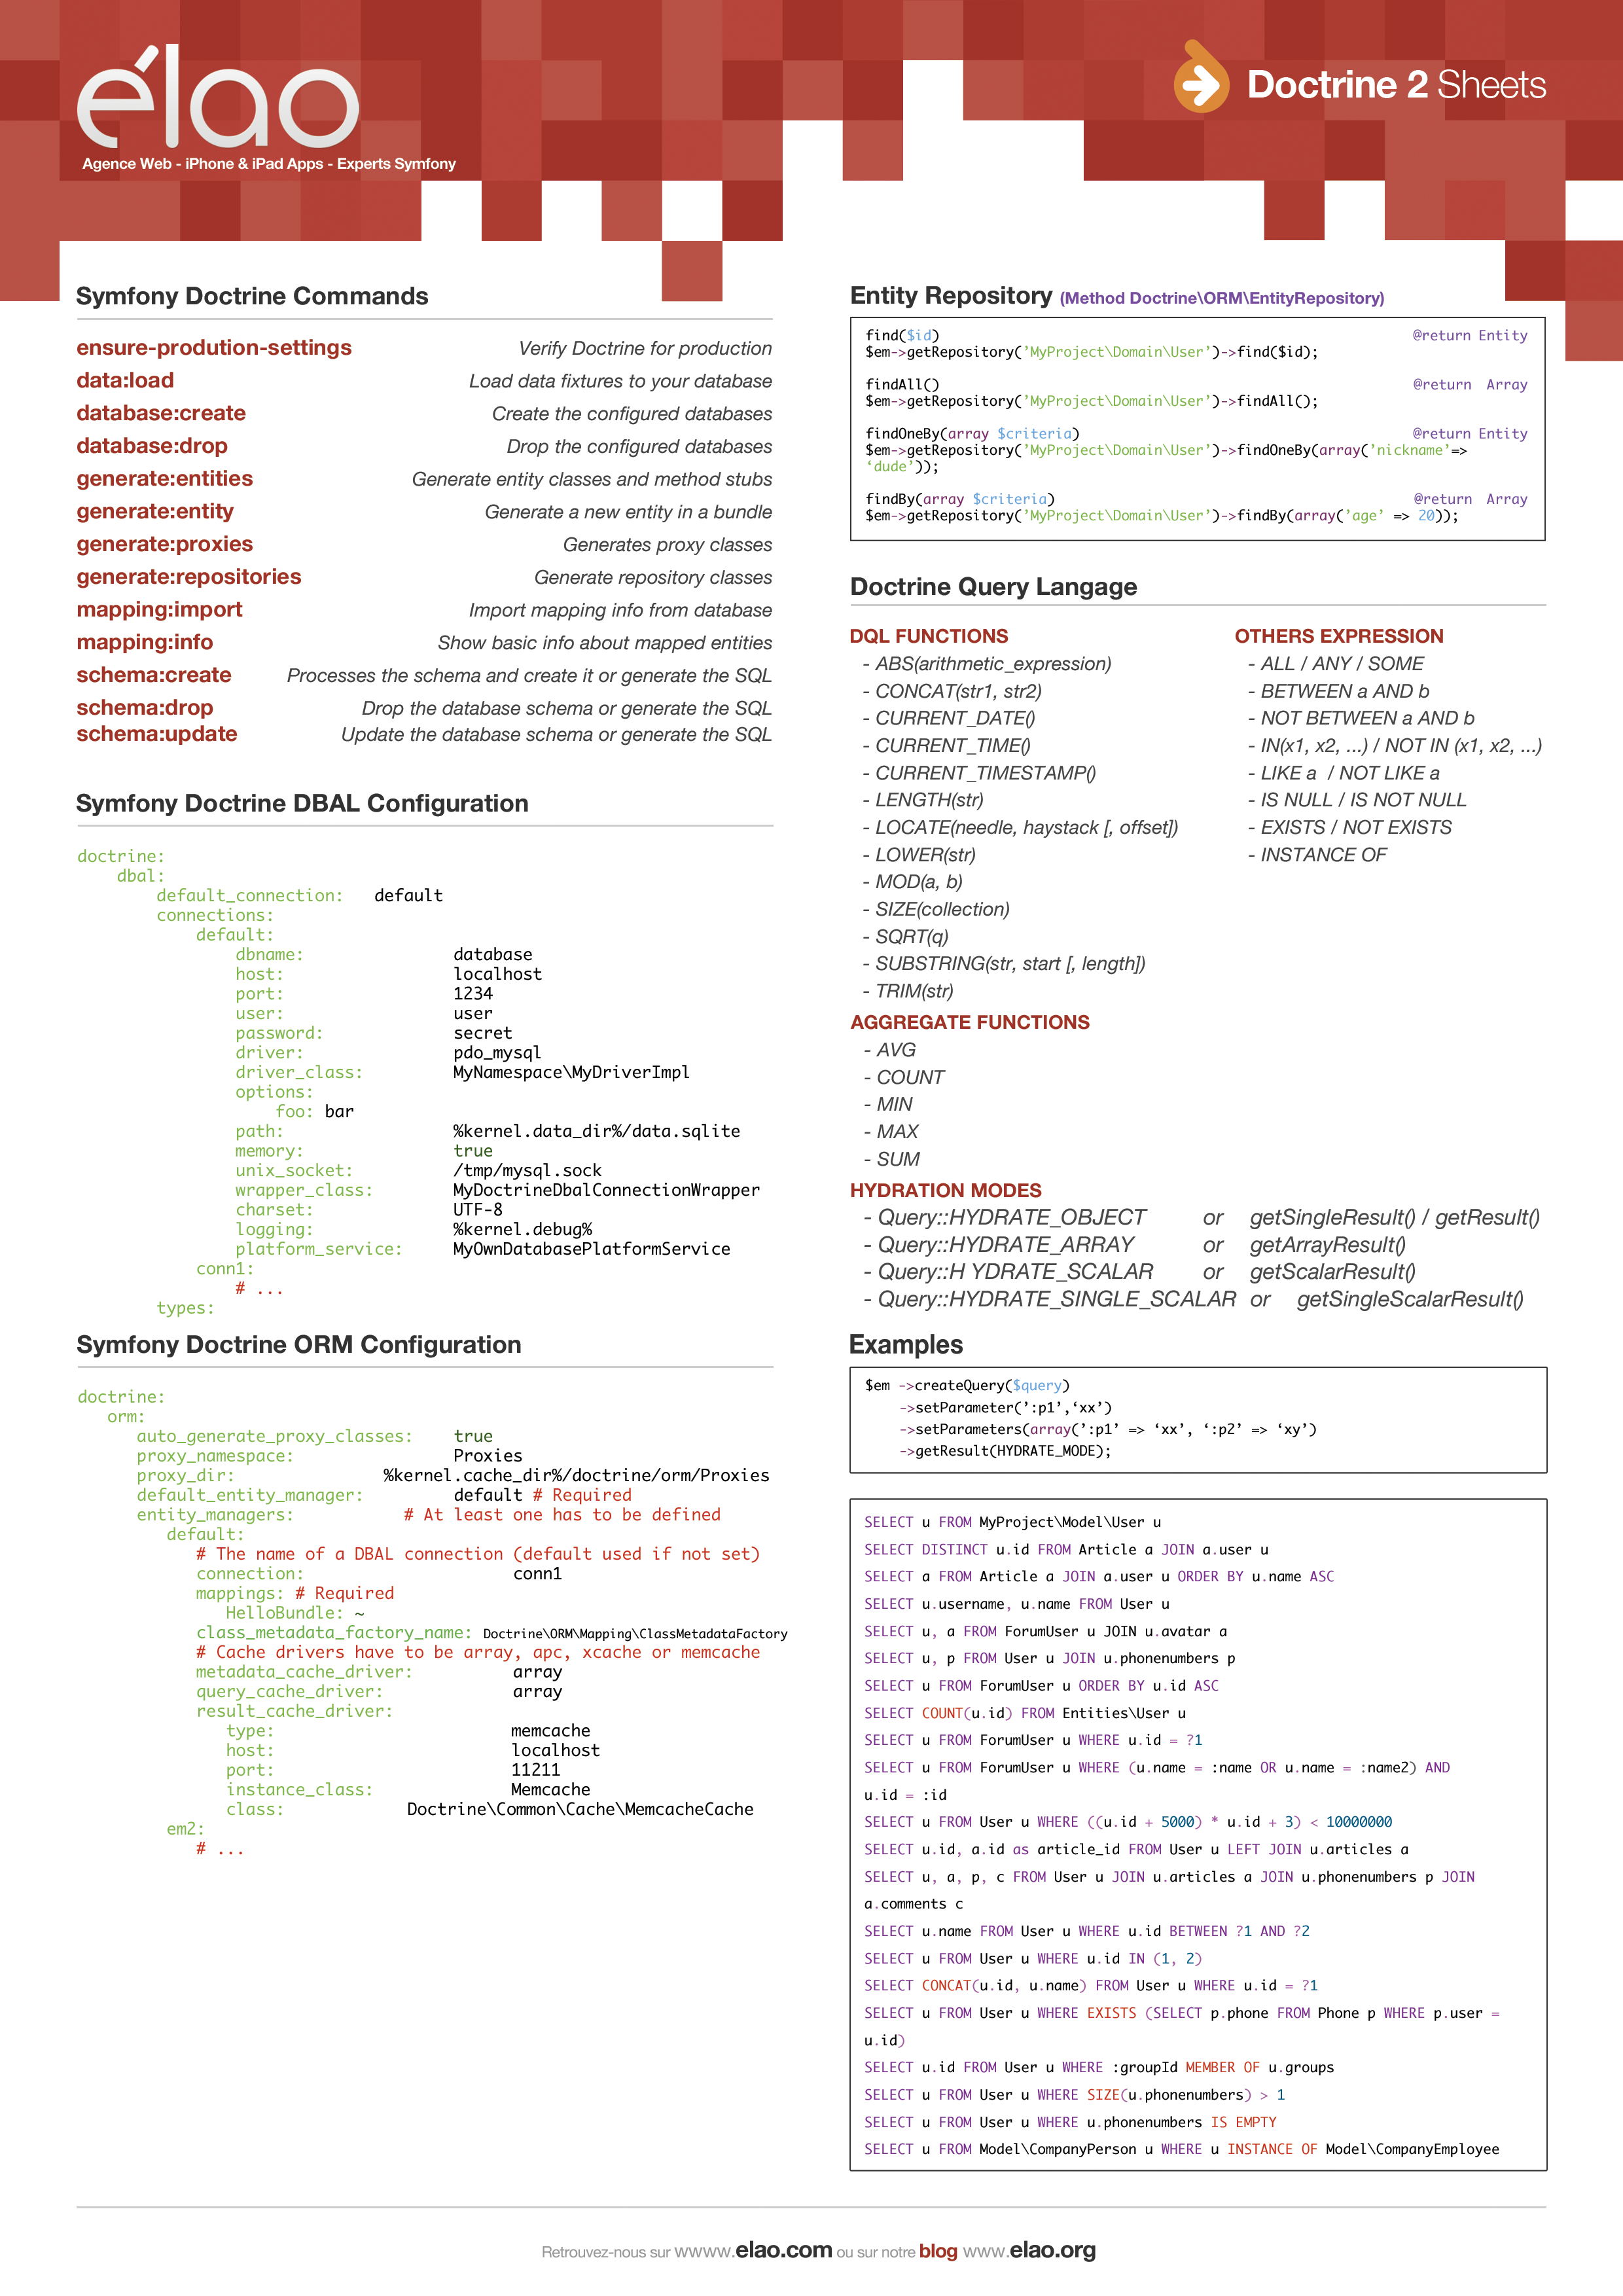 élao
Agence Web - iPhone & iPad Apps - Experts Symfony
Doctrine 2 Sheets
Symfony Doctrine Commands
ensure-prodution-settings Verify Doctrine for production
data:load Load data fixtures to your database
database:create Create the configured databases
database:drop Drop the configured databases
generate:entities Generate entity classes and method stubs
generate:entity Generate a new entity in a bundle
generate:proxies Generates proxy classes
generate:repositories Generate repository classes
mapping:import Import mapping info from database
mapping:info Show basic info about mapped entities
schema:create Processes the schema and create it or generate the SQL
schema:drop Drop the database schema or generate the SQL
schema:update Update the database schema or generate the SQL
Symfony Doctrine DBAL Configuration
doctrine:
dbal:
default_connection: default
connections:
default:
dbname: database
host: localhost
port: 1234
user: user
password: secret
driver: pdo_mysql
driver_class: MyNamespace\MyDriverImpl
options:
foo: bar
path: %kernel.data_dir%/data.sqlite
memory: true
unix_socket: /tmp/mysql.sock
wrapper_class: MyDoctrineDbalConnectionWrapper
charset: UTF-8
logging: %kernel.debug%
platform_service: MyOwnDatabasePlatformService
conn1:
# ...
types:
Symfony Doctrine ORM Configuration
doctrine:
orm:
auto_generate_proxy_classes: true
proxy_namespace: Proxies
proxy_dir: %kernel.cache_dir%/doctrine/orm/Proxies
default_entity_manager: default # Required
entity_managers: # At least one has to be defined
default:
# The name of a DBAL connection (default used if not set)
connection: conn1
mappings: # Required
HelloBundle: ~
class_metadata_factory_name: Doctrine\ORM\Mapping\ClassMetadataFactory
# Cache drivers have to be array, apc, xcache or memcache
metadata_cache_driver: array
query_cache_driver: array
result_cache_driver:
type: memcache
host: localhost
port: 11211
instance_class: Memcache
class: Doctrine\Common\Cache\MemcacheCache
em2:
# ...
Entity Repository (Method Doctrine\ORM\EntityRepository)
find($id) @return Entity
$em->getRepository(’MyProject\Domain\User’)->find($id);
findAll() @return Array
$em->getRepository(’MyProject\Domain\User’)->findAll();
findOneBy(array $criteria) @return Entity
$em->getRepository(’MyProject\Domain\User’)->findOneBy(array(’nickname’=>
‘dude’));
findBy(array $criteria) @return Array
$em->getRepository(’MyProject\Domain\User’)->findBy(array(’age’ => 20));
Doctrine Query Langage
DQL FUNCTIONS
- ABS(arithmetic_expression)
- CONCAT(str1, str2)
- CURRENT_DATE()
- CURRENT_TIME()
- CURRENT_TIMESTAMP()
- LENGTH(str)
- LOCATE(needle, haystack [, offset])
- LOWER(str)
- MOD(a, b)
- SIZE(collection)
- SQRT(q)
- SUBSTRING(str, start [, length])
- TRIM(str)
OTHERS EXPRESSION
- ALL / ANY / SOME
- BETWEEN a AND b
- NOT BETWEEN a AND b
- IN(x1, x2, ...) / NOT IN (x1, x2, ...)
- LIKE a / NOT LIKE a
- IS NULL / IS NOT NULL
- EXISTS / NOT EXISTS
- INSTANCE OF
AGGREGATE FUNCTIONS
- AVG
- COUNT
- MIN
- MAX
- SUM
HYDRATION MODES
- Query::HYDRATE_OBJECT or getSingleResult() / getResult()
- Query::HYDRATE_ARRAY or getArrayResult()
- Query::H YDRATE_SCALAR or getScalarResult()
- Query::HYDRATE_SINGLE_SCALAR or getSingleScalarResult()
Examples
$em ->createQuery($query)
->setParameter(’:p1’,‘xx’)
->setParameters(array(’:p1’ => ‘xx’, ‘:p2’ => ‘xy’)
->getResult(HYDRATE_MODE);
SELECT u FROM MyProject\Model\User u
SELECT DISTINCT u.id FROM Article a JOIN a.user u
SELECT a FROM Article a JOIN a.user u ORDER BY u.name ASC
SELECT u.username, u.name FROM User u
SELECT u, a FROM ForumUser u JOIN u.avatar a
SELECT u, p FROM User u JOIN u.phonenumbers p
SELECT u FROM ForumUser u ORDER BY u.id ASC
SELECT COUNT(u.id) FROM Entities\User u
SELECT u FROM ForumUser u WHERE u.id = ?1
SELECT u FROM ForumUser u WHERE (u.name = :name OR u.name = :name2) AND
u.id = :id
SELECT u FROM User u WHERE ((u.id + 5000) * u.id + 3) < 10000000
SELECT u.id, a.id as article_id FROM User u LEFT JOIN u.articles a
SELECT u, a, p, c FROM User u JOIN u.articles a JOIN u.phonenumbers p JOIN
a.comments c
SELECT u.name FROM User u WHERE u.id BETWEEN ?1 AND ?2
SELECT u FROM User u WHERE u.id IN (1, 2)
SELECT CONCAT(u.id, u.name) FROM User u WHERE u.id = ?1
SELECT u FROM User u WHERE EXISTS (SELECT p.phone FROM Phone p WHERE p.user =
u.id)
SELECT u.id FROM User u WHERE :groupId MEMBER OF u.groups
SELECT u FROM User u WHERE SIZE(u.phonenumbers) > 1
SELECT u FROM User u WHERE u.phonenumbers IS EMPTY
SELECT u FROM Model\CompanyPerson u WHERE u INSTANCE OF Model\CompanyEmployee
Retrouvez-nous sur wwww.elao.com ou sur notre blog www.elao.org